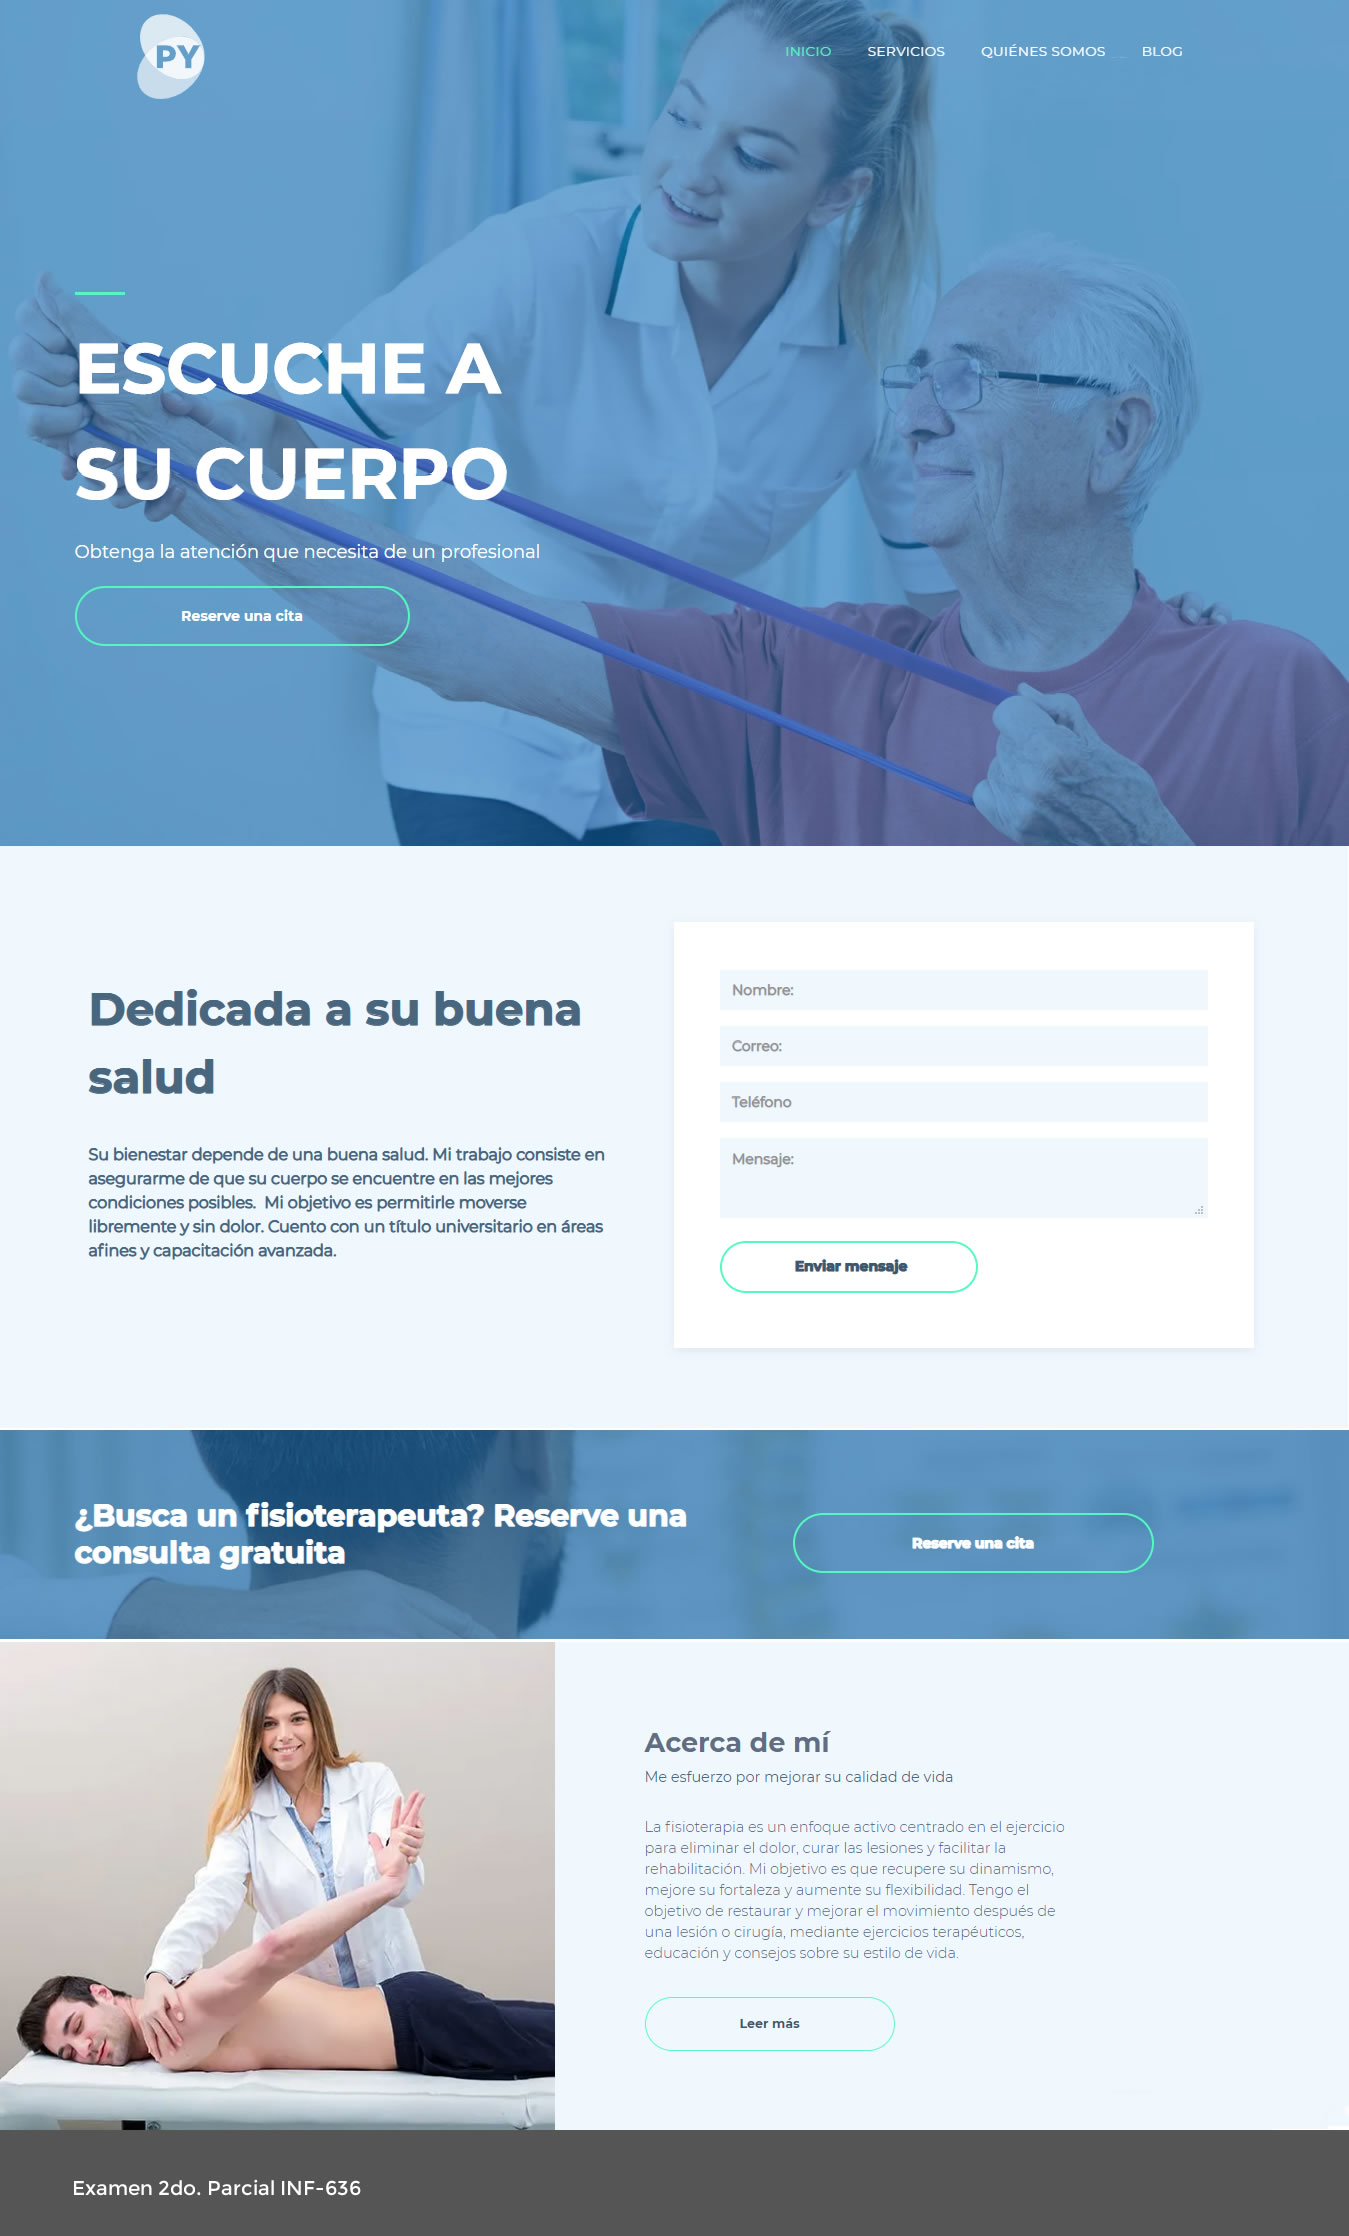 PY
INICIO SERVICIOS QUIÉNES SOMOS BLOG
ESCUCHE A
SU CUERPO
Obtenga la atención que necesita de un profesional
Reserve una cita
Dedicada a su buena
salud
Su bienestar depende de una buena salud. Mi trabajo consiste en
asegurarme de que su cuerpo se encuentre en las mejores
condiciones posibles. Mi objetivo es permitirle moverse
libremente y sin dolor. Cuento con un título universitario en áreas
afines y capacitación avanzada.
Nombre:
Correo:
Teléfono
Mensaje:
Enviar mensaje
¿Busca un fisioterapeuta? Reserve una
consulta gratuita
Reserve una cita
Acerca de mí
Me esfuerzo por mejorar su calidad de vida
La fisioterapia es un enfoque activo centrado en el ejercicio
para eliminar el dolor, curar las lesiones y facilitar la
rehabilitación. Mi objetivo es que recupere su dinamismo,
mejore su fortaleza y aumente su flexibilidad. Tengo el
objetivo de restaurar y mejorar el movimiento después de
una lesión o cirugía, mediante ejercicios terapéuticos,
educación y consejos sobre su estilo de vida.
Leer más
Examen 2do. Parcial INF-636